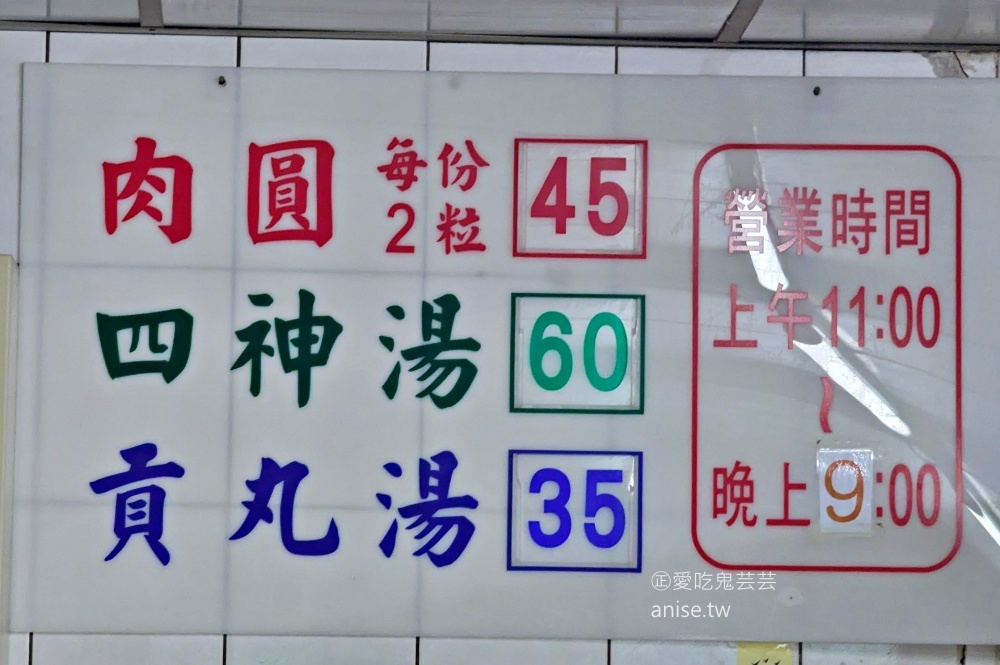 肉圓 每份2粒 45
四神湯 60
貢丸湯 35
營業時間
上午11:00
~
晚上9:00
㊣愛吃鬼芸芸
anise.tw